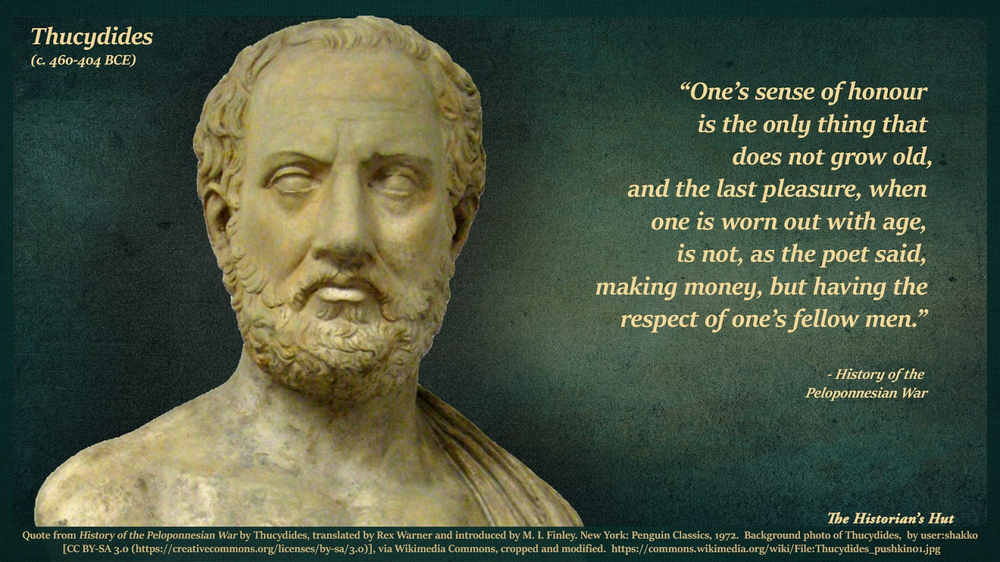 Thucydides
(c. 460-404 BCE)
“One’s sense of honour
is the only thing that
does not grow old,
and the last pleasure, when
one is worn out with age,
is not, as the poet said,
making money, but having the
respect of one’s fellow men.”
- History of the
Peloponnesian War
The Historian’s Hut
Quote from History of the Peloponnesian War by Thucydides, translated by Rex Warner and introduced by M. I. Finley. New York: Penguin Classics, 1972. Background photo of Thucydides, by user:shakko
[CC BY-SA 3.0 (https://creativecommons.org/licenses/by-sa/3.0)], via Wikimedia Commons, cropped and modified. https://commons.wikimedia.org/wiki/File:Thucydides_pushkin01.jpg